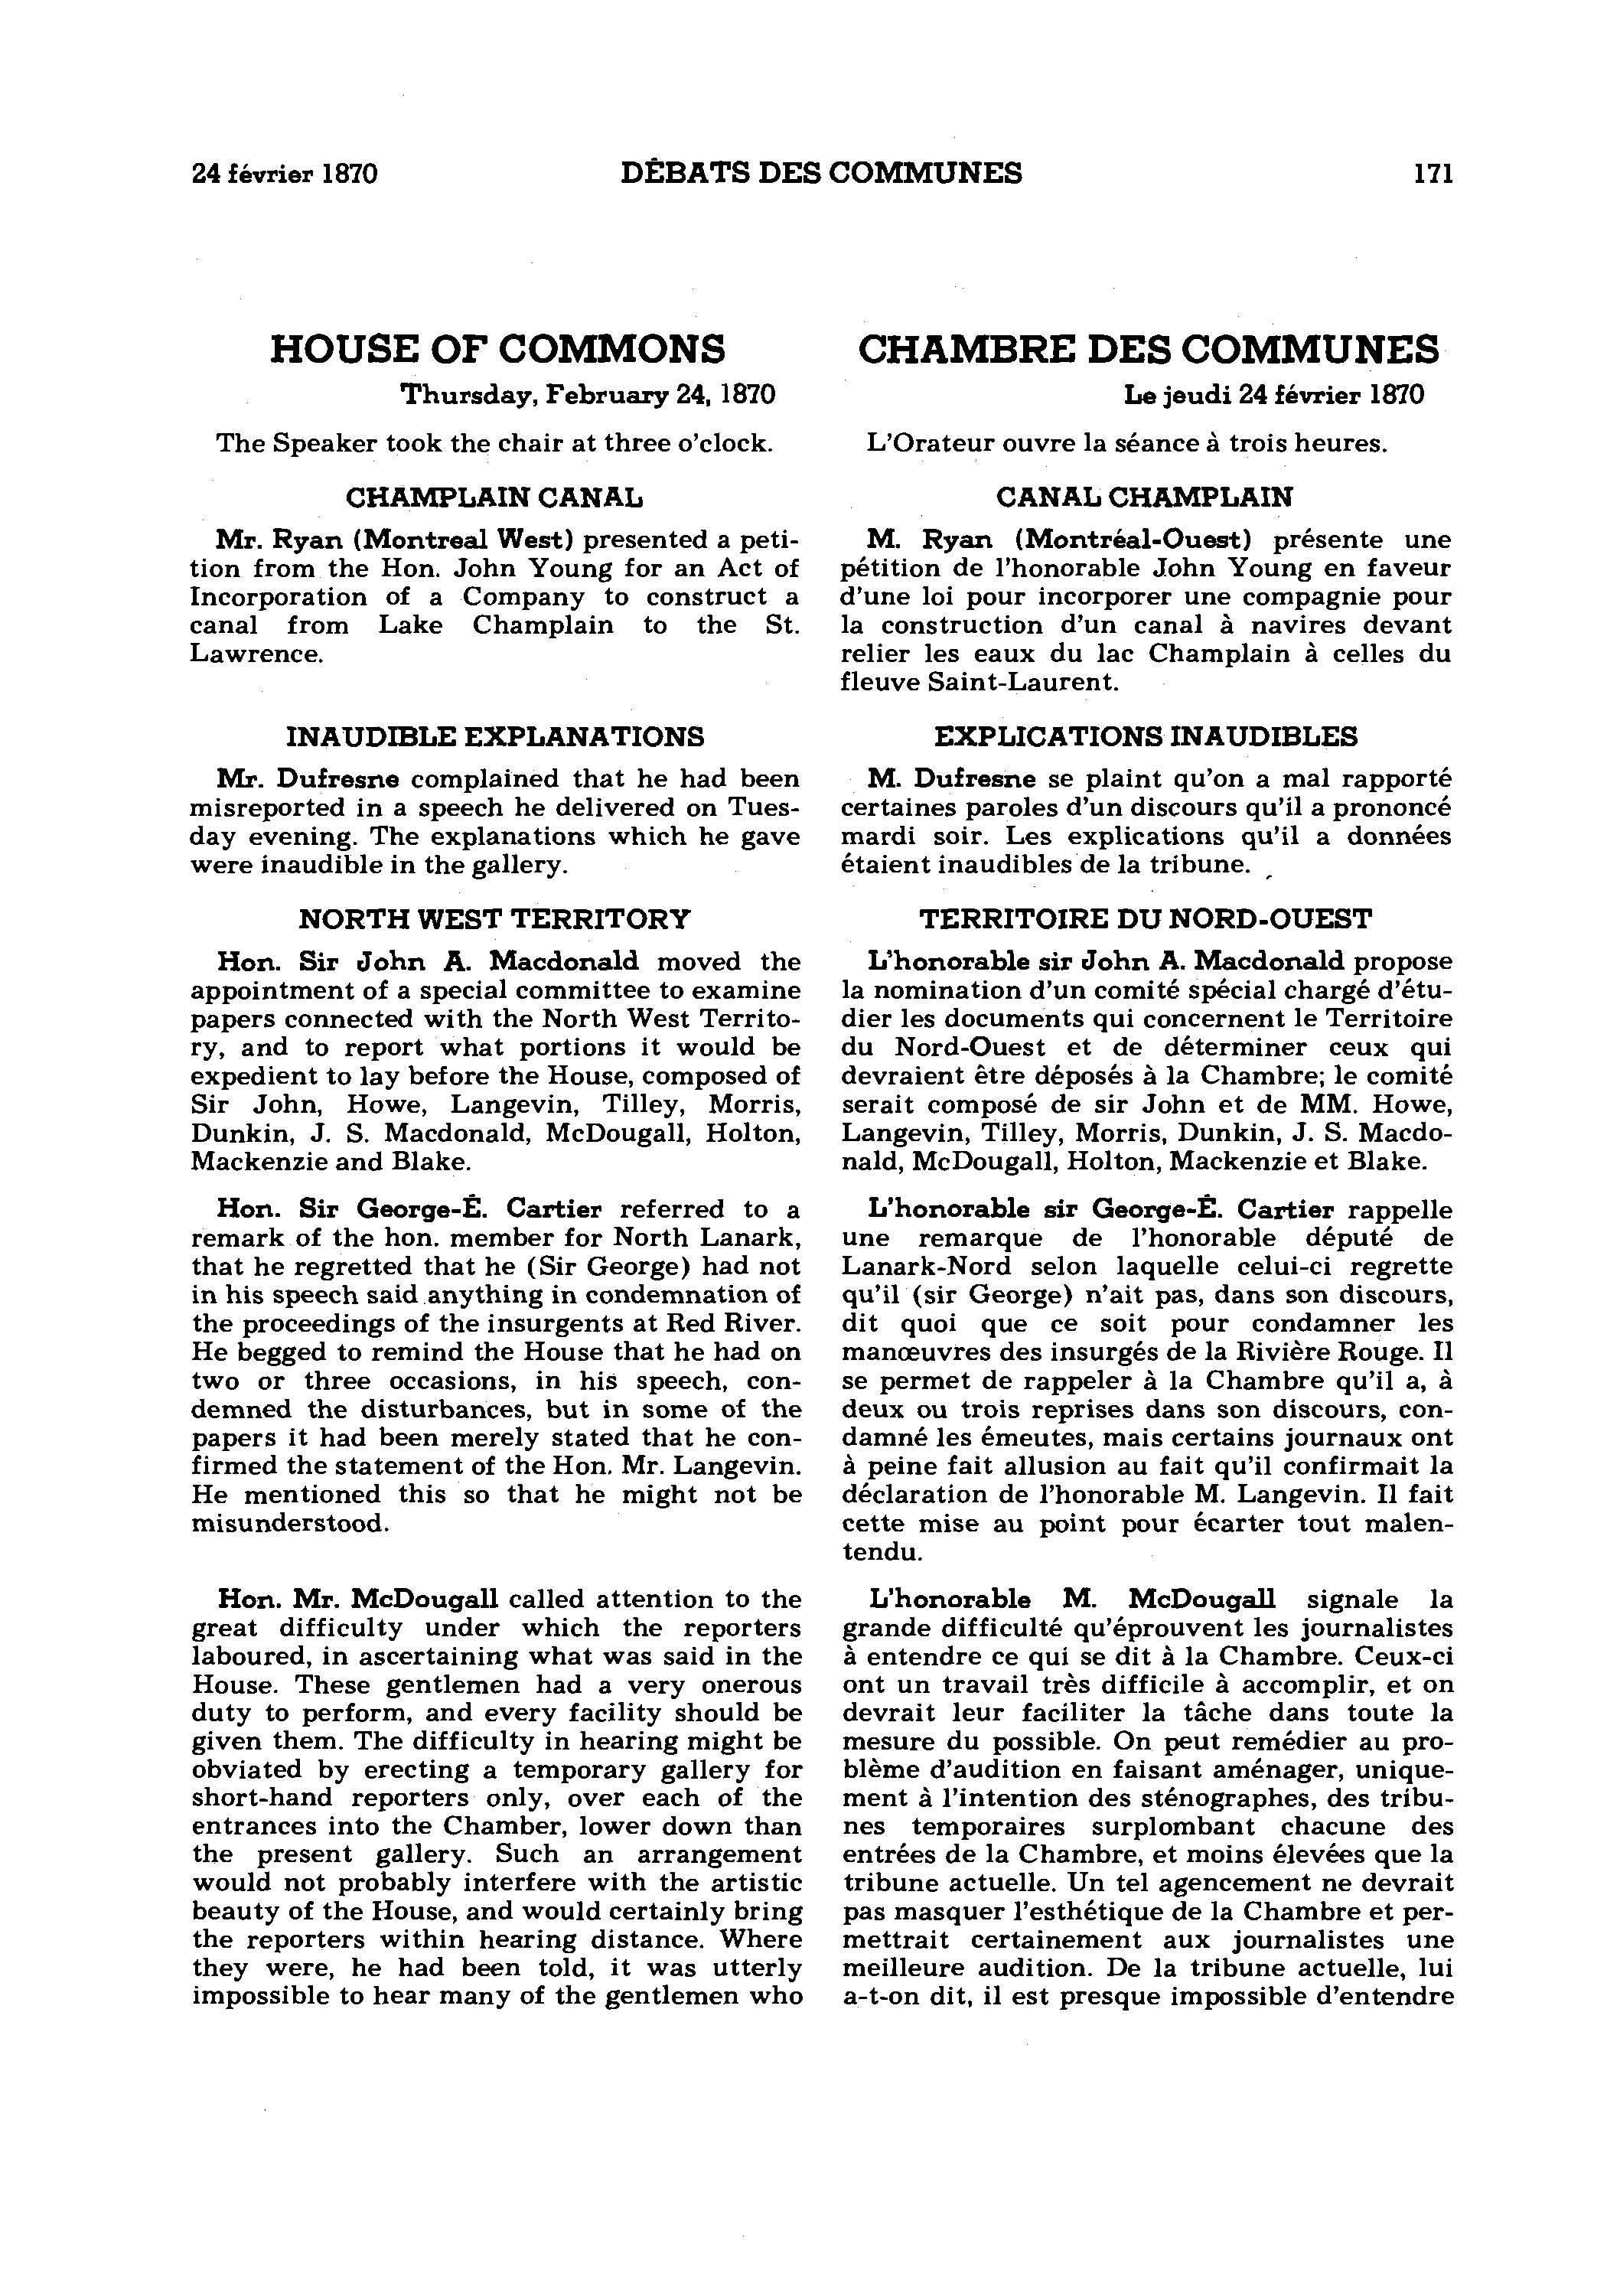 24 février 1870
DÉBATS DES COMMUNES
171
HOUSE OF COMMONS
Thursday, February 24, 1870
The Speaker took the chair at three o'clock.
CHAMPLAIN CANAL
Mr. Ryan (Montreal West) presented a peti-
tion from the Hon. John Young for an Act of
Incorporation of a Company to construct a
canal from Lake Champlain to the St.
Lawrence.
INAUDIBLE EXPLANATIONS
Mr. Dufresne complained that he had been
misreported in a speech he delivered on Tues-
day evening. The explanations which he gave
were inaudible in the gallery.
NORTH WEST TERRITORY
Hon. Sir John A. Macdonald moved the
appointment of a special committee to examine
papers connected with the North West Territo-
ry, and to report what portions it would be
expedient to lay before the House, composed of
Sir John, Howe, Langevin, Tilley, Morris,
Dunkin, J. S. Macdonald, McDougall, Holton,
Mackenzie and Blake.
Hon. Sir George-É. Cartier referred to a
remark of the hon. member for North Lanark,
that he regretted that he (Sir George) had not
in his speech said anything in condemnation of
the proceedings of the insurgents at Red River.
He begged to remind the House that he had on
two or three occasions, in his speech, con-
demned the disturbances, but in some of the
papers it had been merely stated that he con-
firmed the statement of the Hon. Mr. Langevin.
He mentioned this so that he might not be
misunderstood.
Hon. Mr. McDougall called attention to the
great difficulty under which the reporters
laboured, in ascertaining what was said in the
House. These gentlemen had a very onerous
duty to perform, and every facility should be
given them. The difficulty in hearing might be
obviated by erecting a temporary gallery for
short-hand reporters only, over each of the
entrances into the Chamber, lower down than
the present gallery. Such an arrangement
would not probably interfere with the artistic
beauty of the House, and would certainly bring
the reporters within hearing distance. Where
they were, he had been told, it was utterly
impossible to hear many of the gentlemen who
CHAMBRE DES COMMUNES
Le jeudi 24 février 1870
L'Orateur ouvre la séance à trois heures.
CANAL CHAMPLAIN
M. Ryan (Montréal-Ouest) présente une
pétition de l'honorable John Young en faveur
d'une loi pour incorporer une compagnie pour
la construction d'un canal à navires devant
relier les eaux du lac Champlain à celles du
fleuve Saint-Laurent.
EXPLICATIONS INAUDIBLES
M. Dufresne se plaint qu'on a mal rapporté
certaines paroles d'un discours qu'il a prononcé
mardi soir. Les explications qu'il a données
étaient inaudibles de la tribune.
TERRITOIRE DU NORD-OUEST
L'honorable sir John A. Macdonald propose
la nomination d'un comité spécial chargé d'étu-
dier les documents qui concernent le Territoire
du Nord-Ouest et de déterminer ceux qui
devraient être déposés à la Chambre; le comité
serait composé de sir John et de MM. Howe,
Langevin, Tilley, Morris, Dunkin, J. S. Macdo-
nald, McDougall, Holton, Mackenzie et Blake.
L'honorable sir George-É. Cartier rappelle
une remarque de l'honorable député de
Lanark-Nord selon laquelle celui-ci regrette
qu'il (sir George) n'ait pas, dans son discours,
dit quoi que ce soit pour condamner les
manœuvres des insurgés de la Rivière Rouge. Il
se permet de rappeler à la Chambre qu'il a, à
deux ou trois reprises dans son discours, con-
damné les émeutes, mais certains journaux ont
à peine fait allusion au fait qu'il confirmait la
déclaration de l'honorable M. Langevin. Il fait
cette mise au point pour écarter tout malen-
tendu.
L'honorable M. McDougall signale la
grande difficulté qu'éprouvent les journalistes
à entendre ce qui se dit à la Chambre. Ceux-ci
ont un travail très difficile à accomplir, et on
devrait leur faciliter la tâche dans toute la
mesure du possible. On peut remédier au pro-
blème d'audition en faisant aménager, unique-
ment à l'intention des sténographes, des tribu-
nes temporaires surplombant chacune des
entrées de la Chambre, et moins élevées que la
tribune actuelle. Un tel agencement ne devrait
pas masquer l'esthétique de la Chambre et per-
mettrait certainement aux journalistes une
meilleure audition. De la tribune actuelle, lui
a-t-on dit, il est presque impossible d'entendre